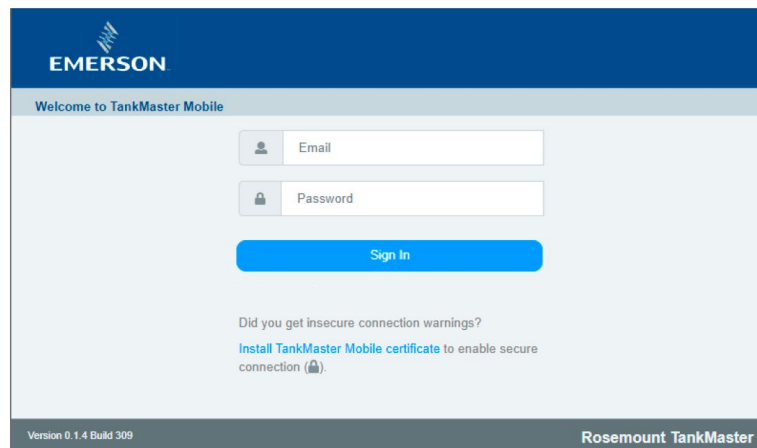 EMERSON
Welcome to TankMaster Mobile
Email
Password
Sign In
Did you get insecure connection warnings?
Install TankMaster Mobile certificate to enable secure
connection (🔒).
Version 0.1.4 Build 309
Rosemount TankMaster